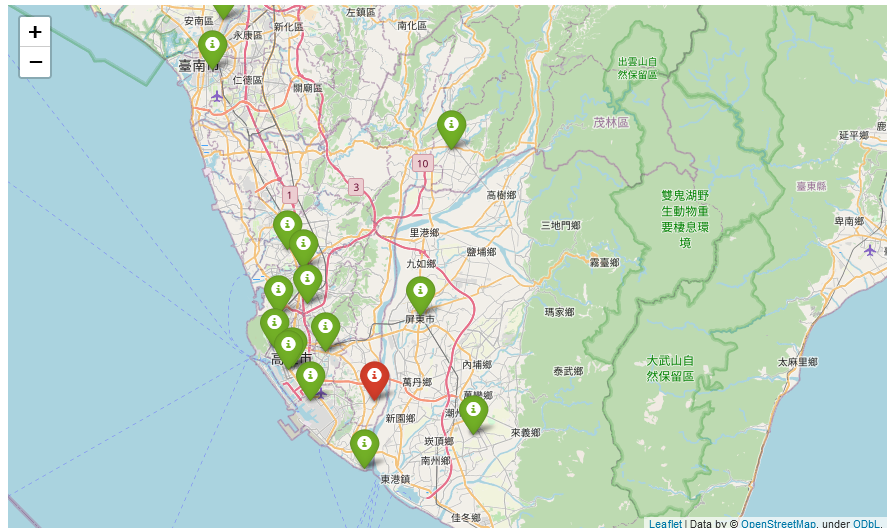 +
−
安南區
永康區
新化區
左鎮區
南化區
臺南市
仁德區
關廟區
出雲山自
然保留區
茂林區
延平鄉
10
3
1
高樹鄉
雙鬼湖野
生動物重
要棲息環
境
臺東縣
三地門鄉
卑南鄉
里港鄉
鹽埔鄉
九如鄉
霧臺鄉
瑪家鄉
屏東市
內埔鄉
泰武鄉
大武山自
然保留區
太麻里鄉
萬丹鄉
新園鄉
來義鄉
崁頂鄉
南州鄉
東港鎮
佳冬鄉
Leaflet | Data by © OpenStreetMap, under ODbL.